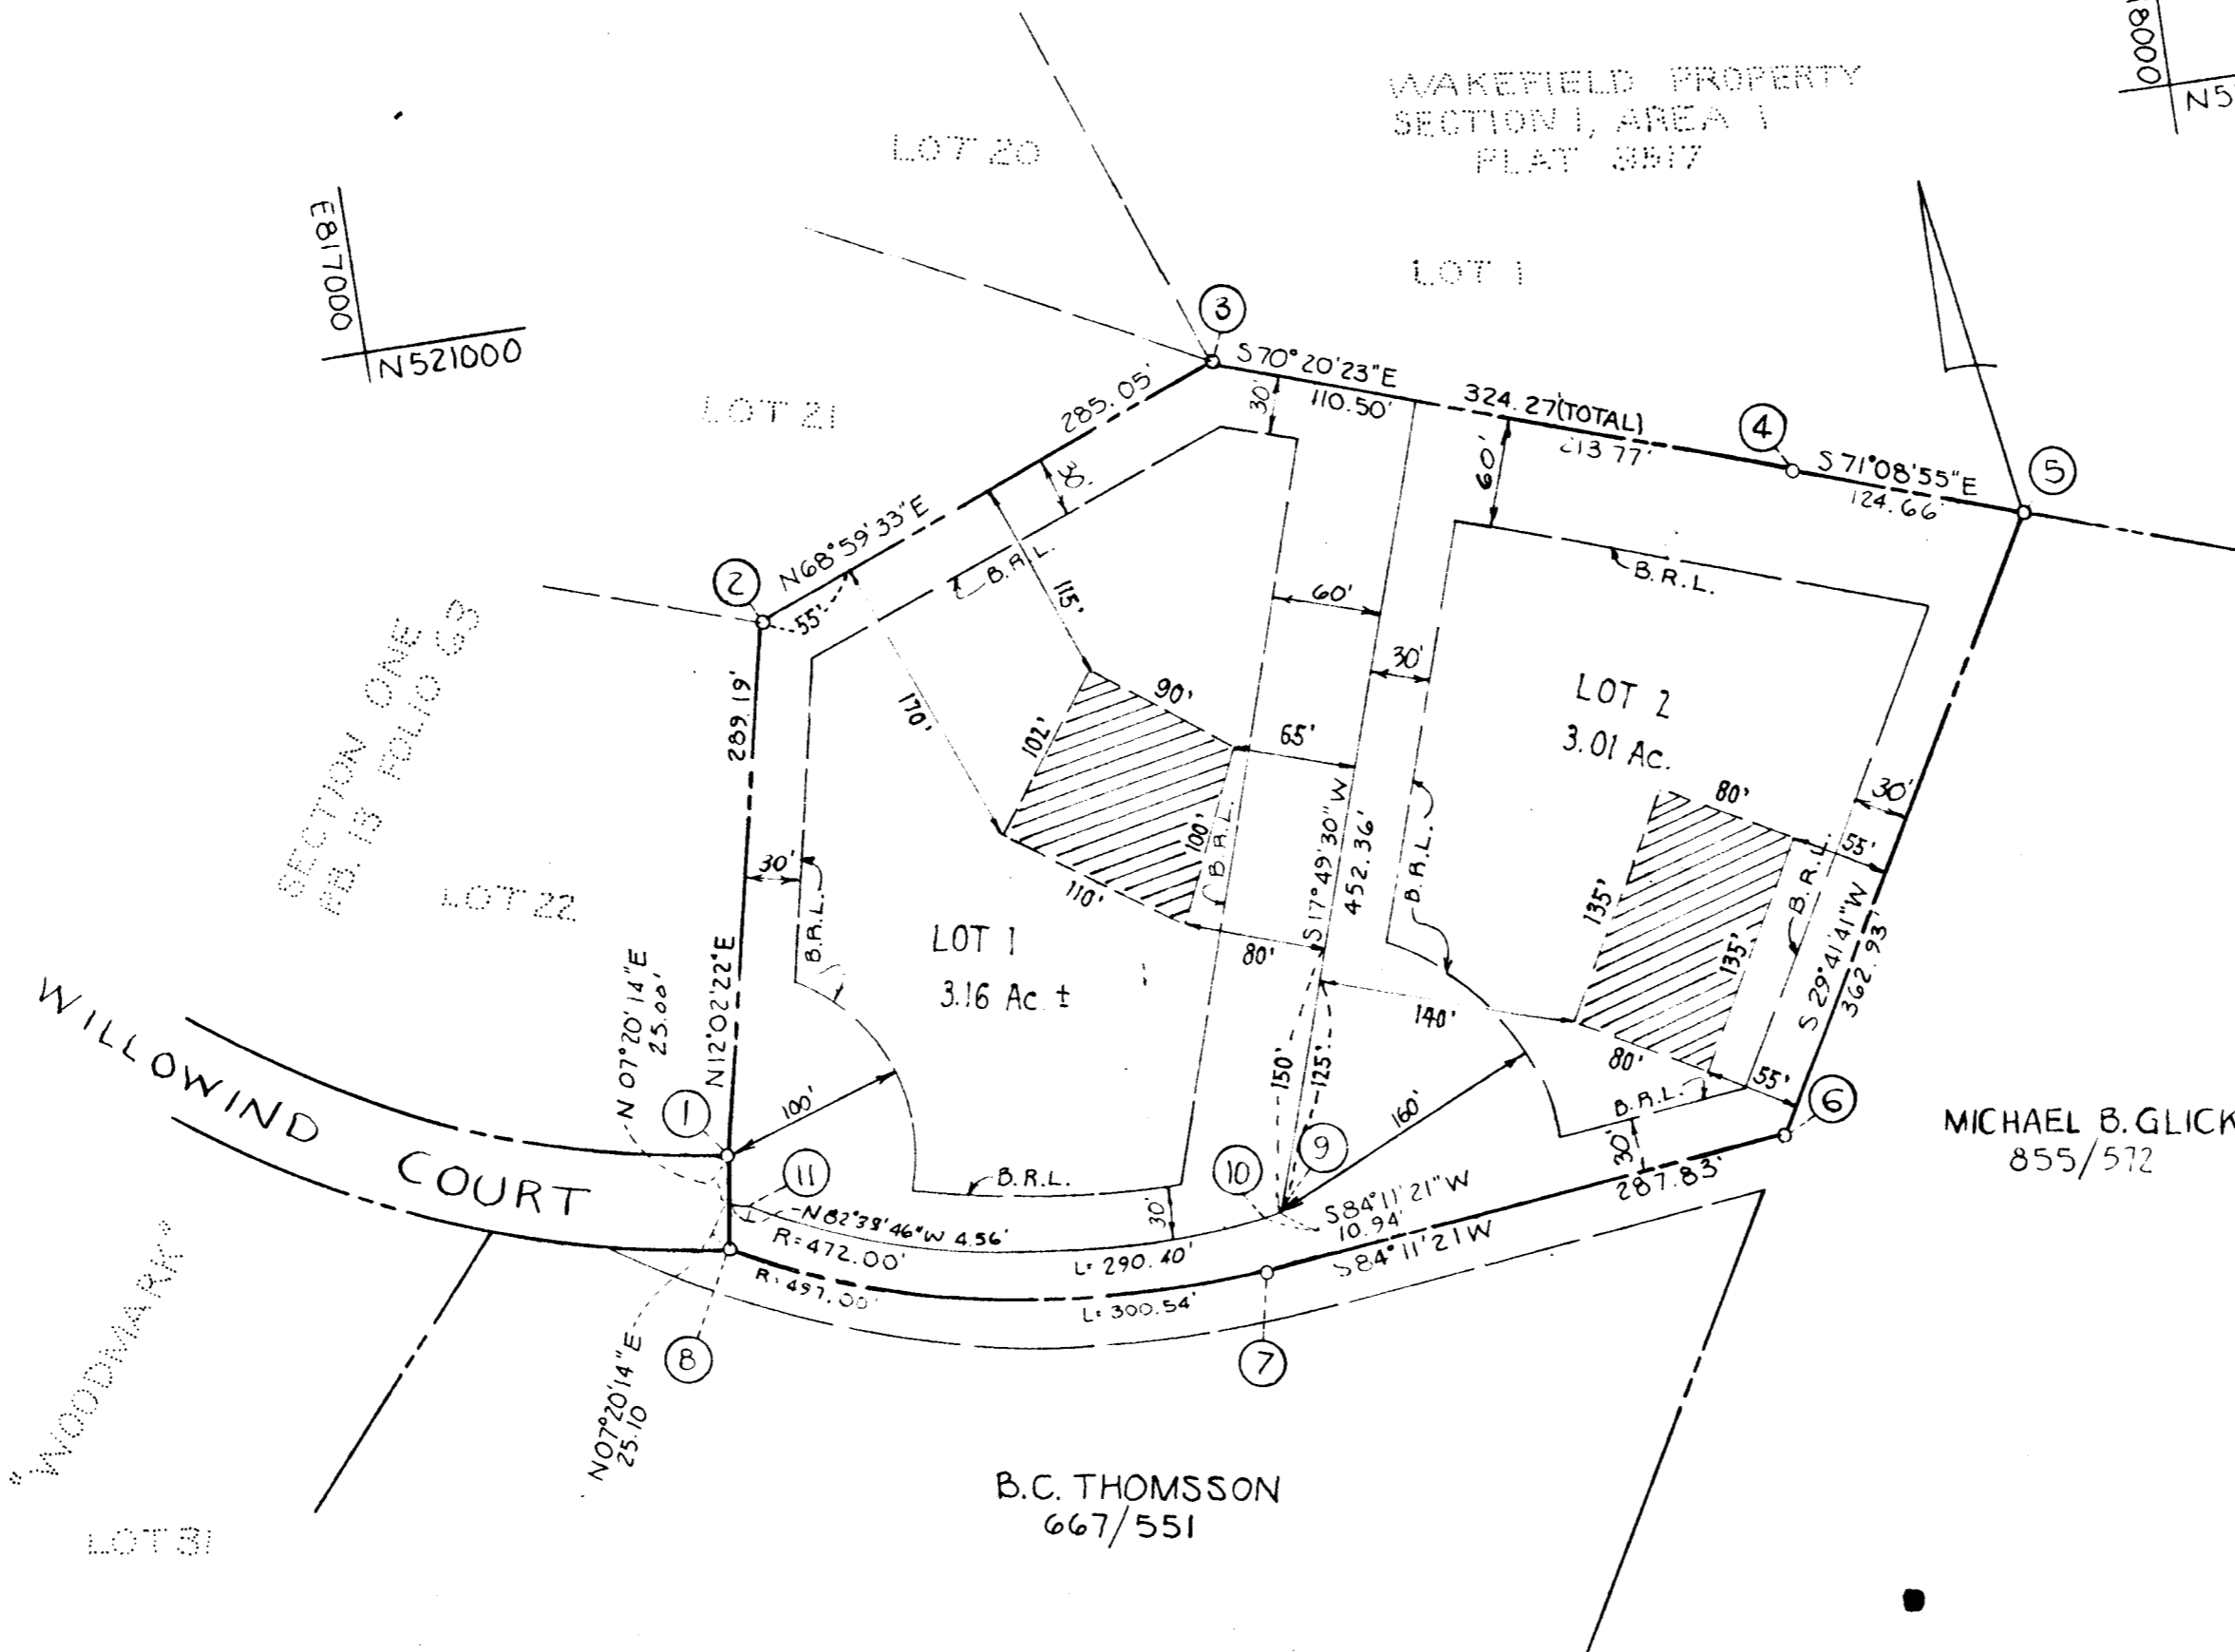 WAKEFIELD PROPERTY
SECTION 1, AREA 1
PLAT 3517
8000
N5
LOT 20
E817000
N521000
LOT 1
3
S70°20'23"E
110.50'
324.27'(TOTAL)
213.77'
4
S71°08'55"E
124.66'
5
LOT 21
285.05'
N68°59'33"E
30'
30'
60'
2
55'
B.R.L.
B.R.L.
115'
170'
60'
30'
LOT 2
3.01 Ac.
SECTION ONE
P.B. 13 FOLIO 63
289.19'
90'
102'
65'
100'
B.R.L.
110'
80'
S17°49'30"W
452.36'
B.R.L.
80'
30'
55'
B.R.L.
135'
135'
S29°41'41"W
362.93'
LOT 22
30'
B.R.L.
LOT 1
3.16 Ac. ±
N12°02'22"E
N07°20'14"E
25.00'
WILLOWIND COURT
1
100'
150'
125'
140'
160'
80'
55'
B.R.L.
30'
6
MICHAEL B. GLICK
855/572
B.R.L.
30'
9
10
11
N82°39'46"W 4.56'
R=472.00'
L=290.40'
S84°11'21"W
10.94'
S84°11'21"W
287.83'
R=497.00'
L=300.54'
8
7
N07°20'14"E
25.10
"WOODMARK"
LOT 31
B.C. THOMSSON
667/551